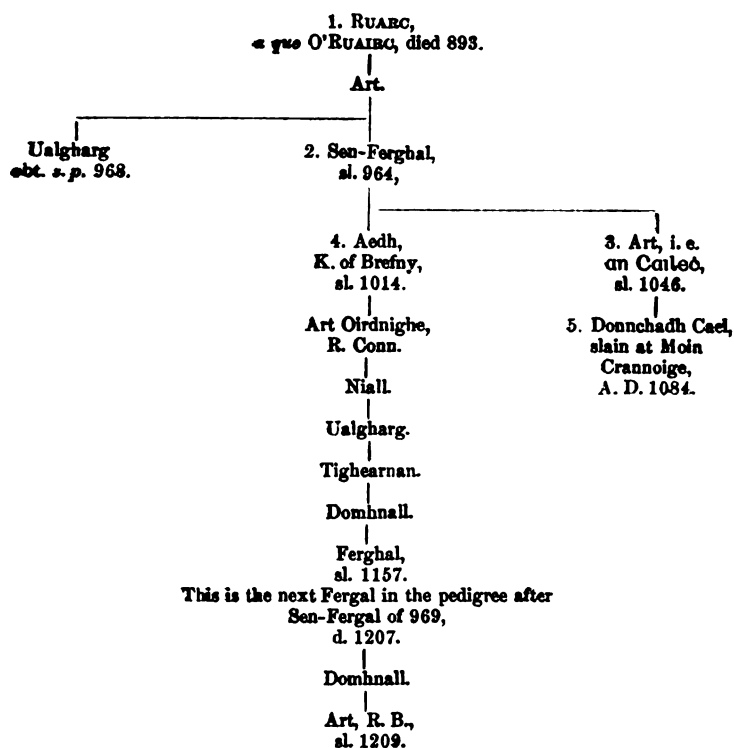 1. RUARC,
a quo O'RUAIRC, died 893.
Art.
Ualgharg
obt. s. p. 968.
2. Sen-Ferghal,
sl. 964,
4. Aedh,
K. of Brefny,
sl. 1014.
3. Art, i. e.
an Caileć,
sl. 1046.
Art Oirdnighe,
R. Conn.
5. Donnchadh Cael,
slain at Moin
Crannoige,
A. D. 1084.
Niall.
Ualgharg.
Tighearnan.
Domhnall.
Ferghal,
sl. 1157.
This is the next Fergal in the pedigree after
Sen-Fergal of 969,
d. 1207.
Domhnall.
Art, R. B.,
sl. 1209.